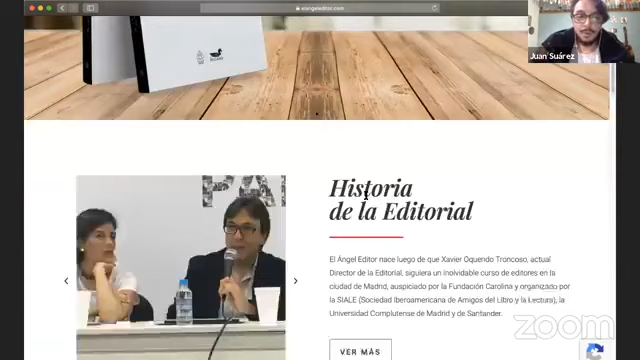 elangeleditor.com
Juan Suárez
PA
Historia
de la Editorial
El Ángel Editor nace luego de que Xavier Oquendo Troncoso, actual
Director de la Editorial, siguiera un inolvidable curso de editores en la
ciudad de Madrid, auspiciado por la Fundación Carolina y organizado por
la SIALE (Sociedad Iberoamericana de Amigos del Libro y la Lectura), la
Universidad Complutense de Madrid y de Santander.
VER MÁS
zoom